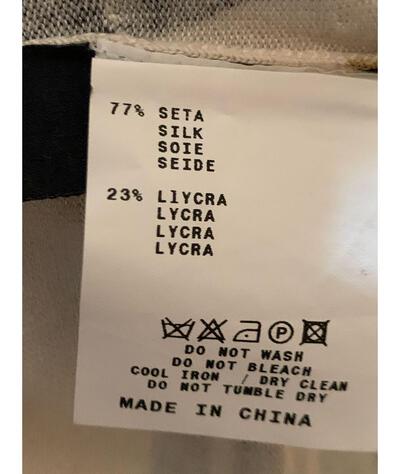 77% SETA
SILK
SOIE
SEIDE
23% LlYCRA
LYCRA
LYCRA
LYCRA
P
DO NOT WASH
DO NOT BLEACH
COOL IRON / DRY CLEAN
DO NOT TUMBLE DRY
MADE IN CHINA